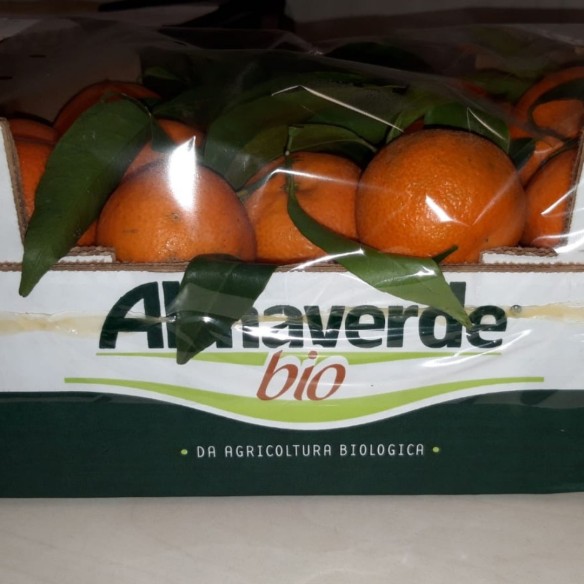 Almaverde
bio
• DA AGRICOLTURA BIOLOGICA •